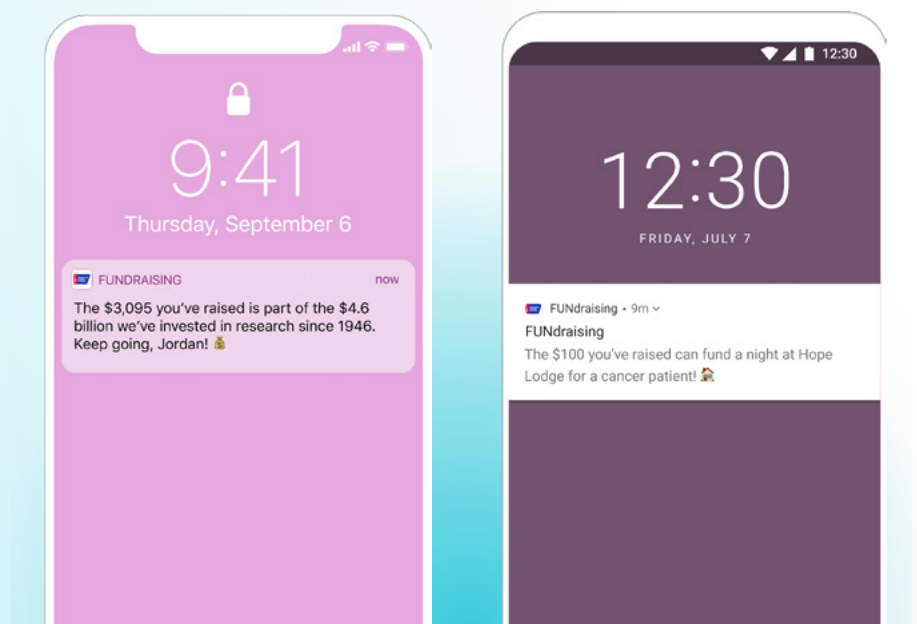 9:41
Thursday, September 6
FUNDRAISING now
The $3,095 you've raised is part of the $4.6
billion we've invested in research since 1946.
Keep going, Jordan! 💰
12:30
12:30
FRIDAY, JULY 7
FUNdraising • 9m
FUNdraising
The $100 you've raised can fund a night at Hope
Lodge for a cancer patient! 🏠